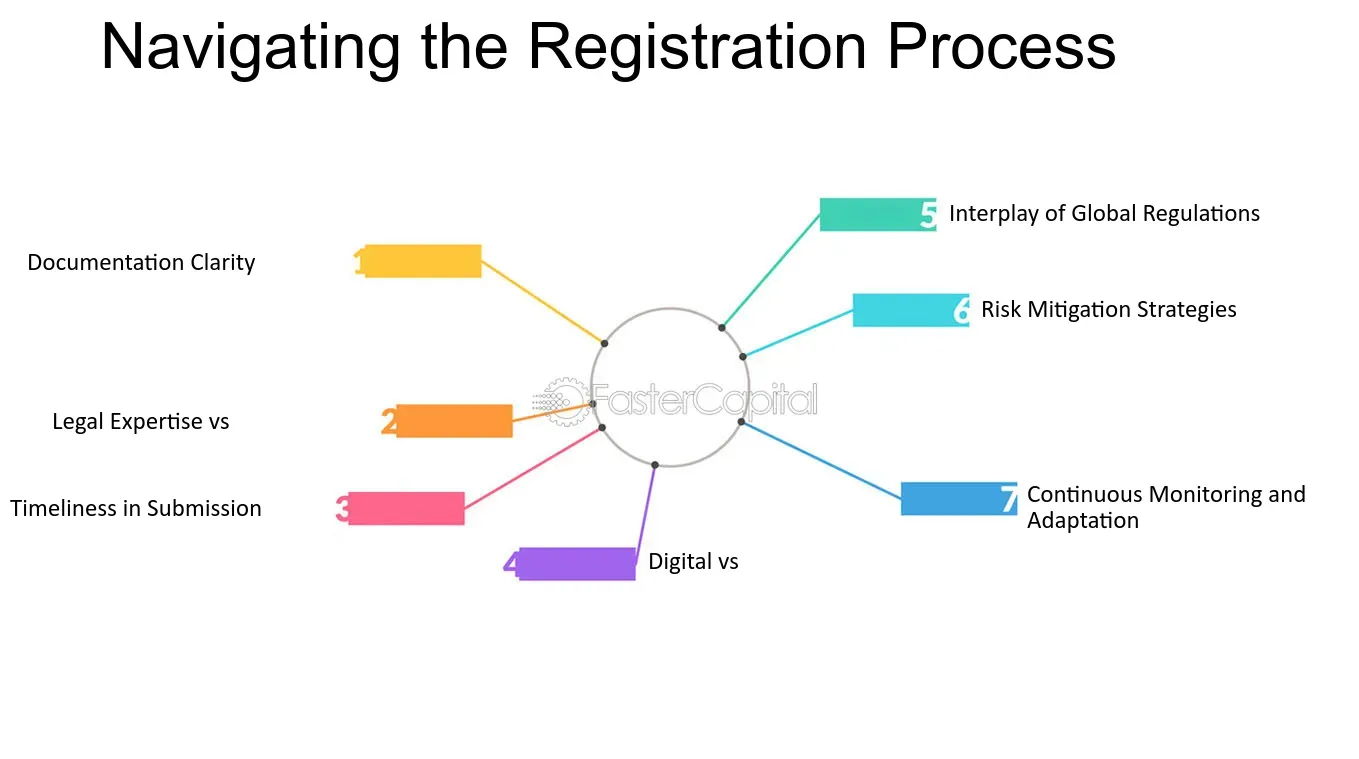 Navigating the Registration Process
1
Documentation Clarity
2
Legal Expertise vs
3
Timeliness in Submission
4
Digital vs
5
Interplay of Global Regulations
6
Risk Mitigation Strategies
7
Continuous Monitoring and
Adaptation
FasterCapital